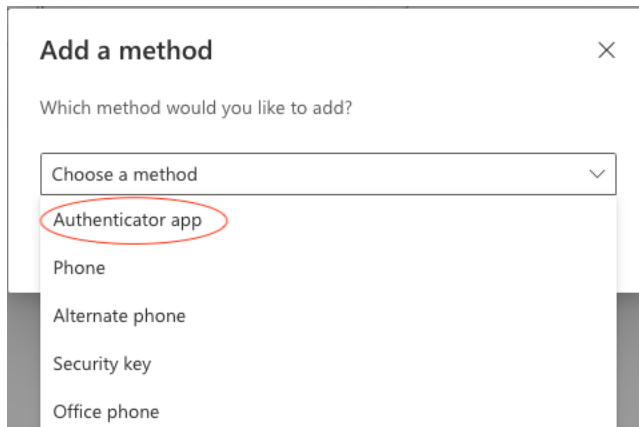 Add a method
Which method would you like to add?
Choose a method
Authenticator app
Phone
Alternate phone
Security key
Office phone